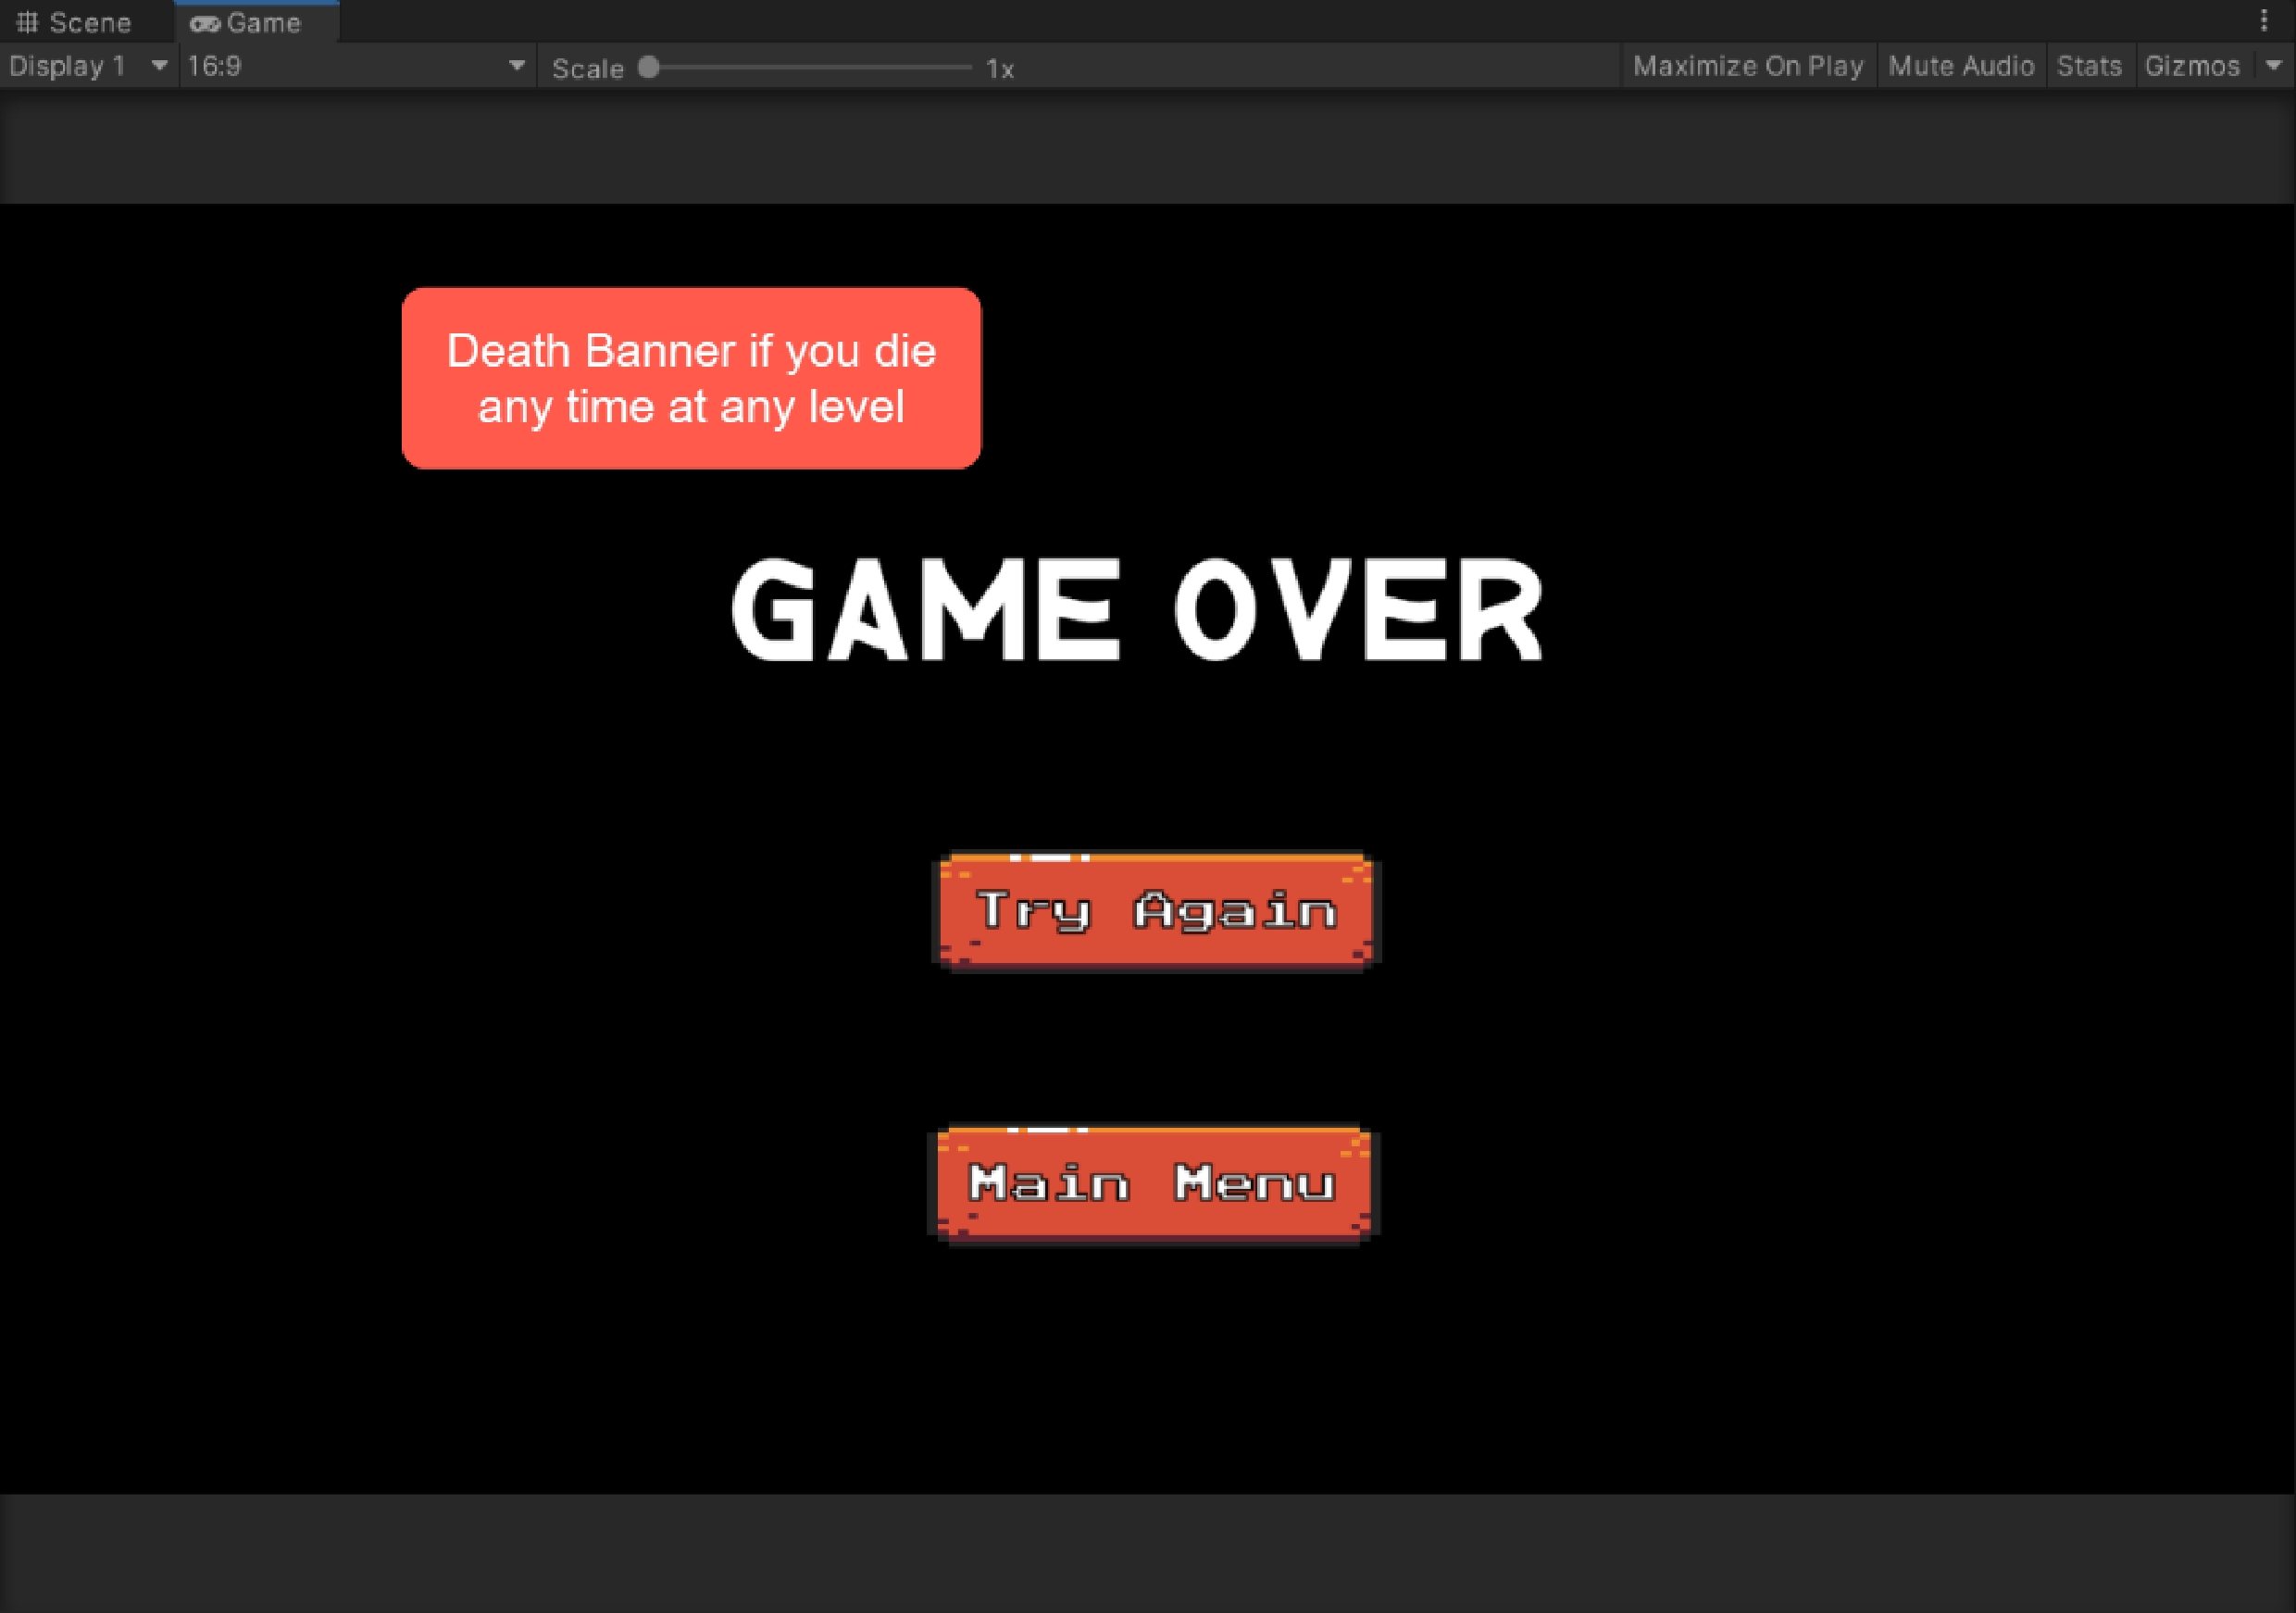 Scene Game
Display 1 16:9 Scale 1x Maximize On Play Mute Audio Stats Gizmos
Death Banner if you die
any time at any level
GAME OVER
Try Again
Main Menu